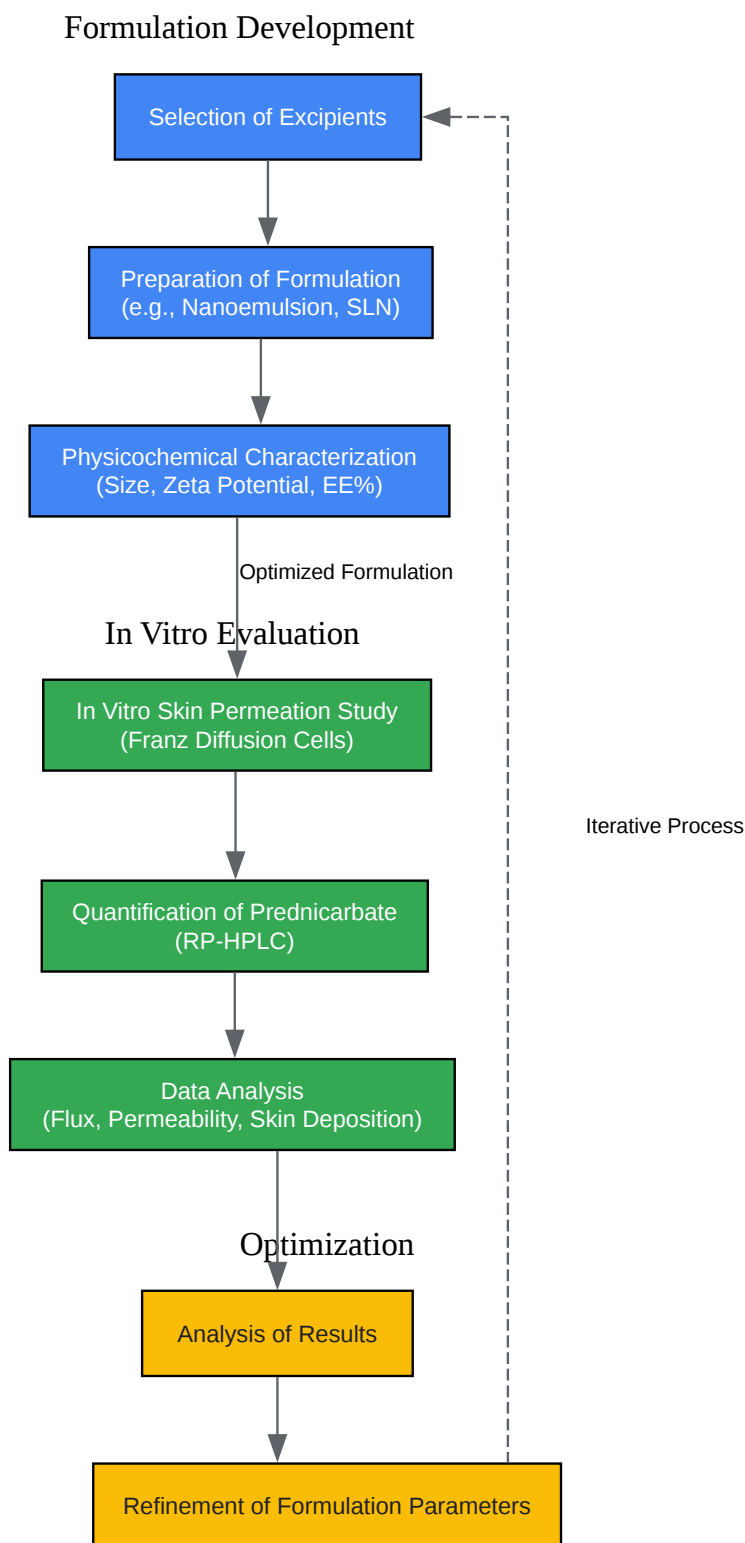 Formulation Development
Selection of Excipients
Preparation of Formulation
(e.g., Nanoemulsion, SLN)
Physicochemical Characterization
(Size, Zeta Potential, EE%)
Optimized Formulation
In Vitro Evaluation
In Vitro Skin Permeation Study
(Franz Diffusion Cells)
Iterative Process
Quantification of Prednicarbate
(RP-HPLC)
Data Analysis
(Flux, Permeability, Skin Deposition)
Optimization
Analysis of Results
Refinement of Formulation Parameters